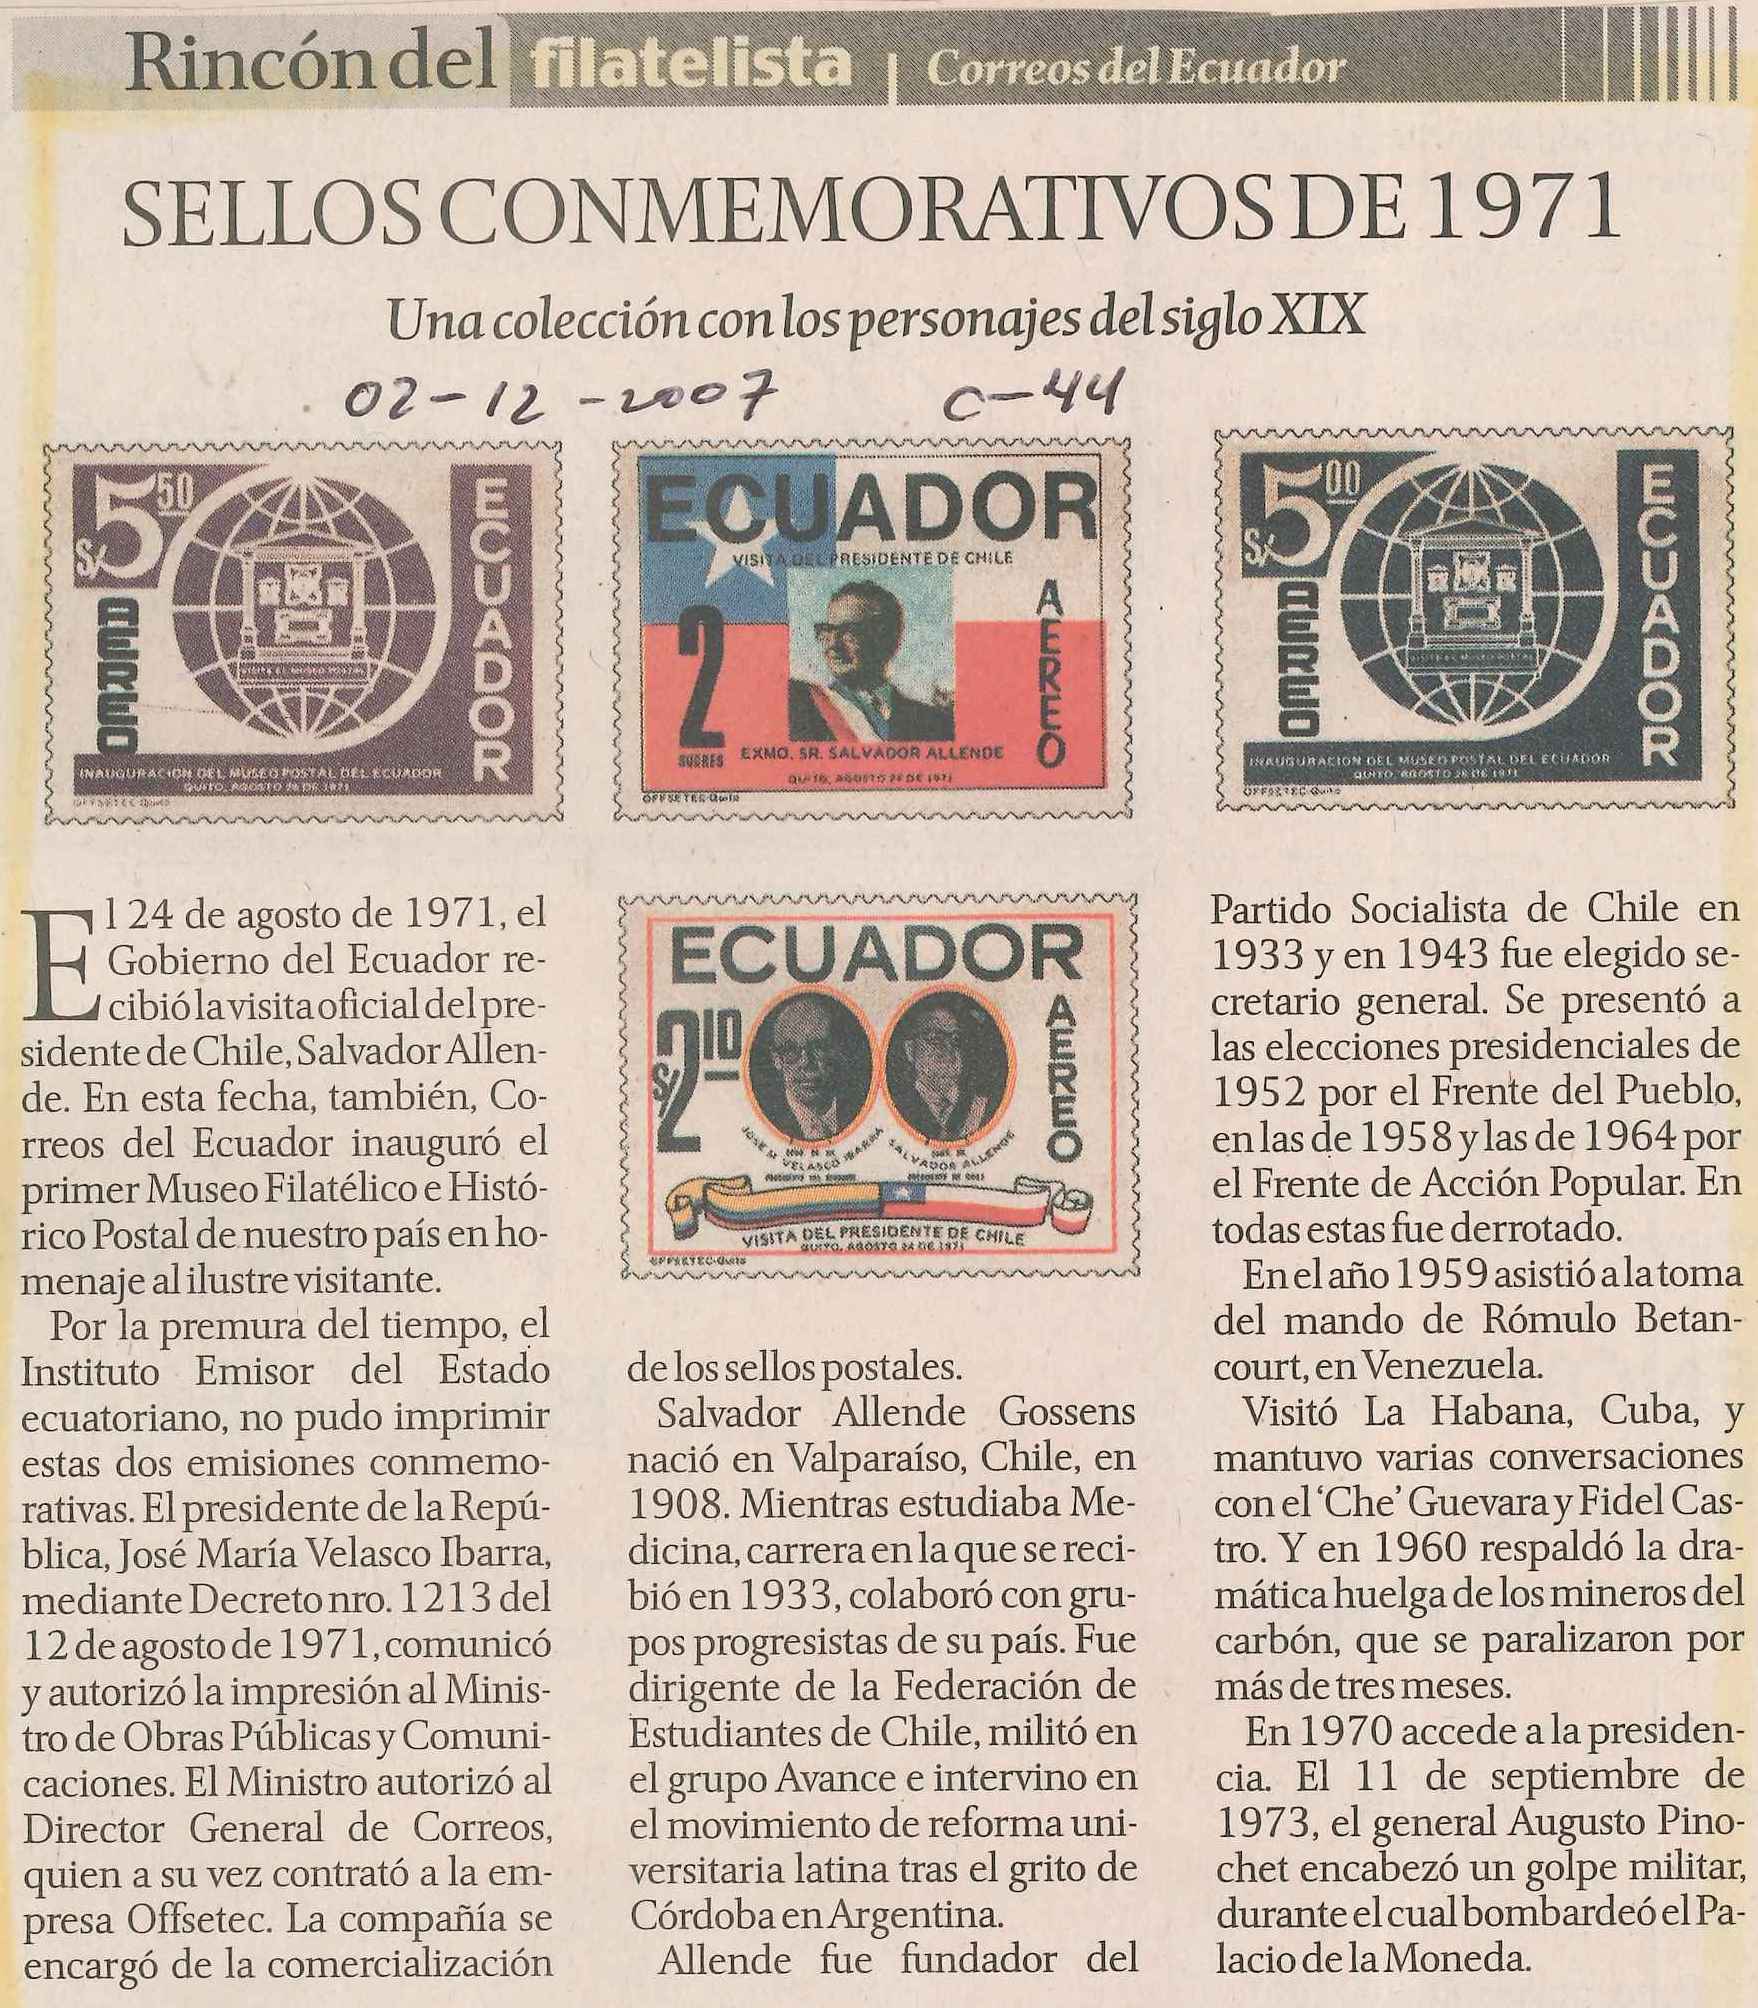 Rincón del filatelista | Correos del Ecuador
SELLOS CONMEMORATIVOS DE 1971
Una colección con los personajes del siglo XIX
02-12-2007 C-44
S/. 5 50
ECUADOR
AEREO
INAUGURACION DEL MUSEO POSTAL DEL ECUADOR
QUITO, AGOSTO 24 DE 1971
OFFSETEC-Quito
ECUADOR
VISITA DEL PRESIDENTE DE CHILE
AEREO
2
SUCRES
EXMO. SR. SALVADOR ALLENDE
QUITO, AGOSTO 24 DE 1971
OFFSETEC-Quito
S/. 5 00
ECUADOR
AEREO
INAUGURACION DEL MUSEO POSTAL DEL ECUADOR
QUITO, AGOSTO 24 DE 1971
OFFSETEC-Quito
El 24 de agosto de 1971, el
Gobierno del Ecuador re-
cibió la visita oficial del pre-
sidente de Chile, Salvador Allen-
de. En esta fecha, también, Co-
rreos del Ecuador inauguró el
primer Museo Filatélico e Histó-
rico Postal de nuestro país en ho-
menaje al ilustre visitante.
Por la premura del tiempo, el
Instituto Emisor del Estado
ecuatoriano, no pudo imprimir
estas dos emisiones conmemo-
rativas. El presidente de la Repú-
blica, José María Velasco Ibarra,
mediante Decreto nro. 1213 del
12 de agosto de 1971, comunicó
y autorizó la impresión al Minis-
tro de Obras Públicas y Comuni-
caciones. El Ministro autorizó al
Director General de Correos,
quien a su vez contrató a la em-
presa Offsetec. La compañía se
encargó de la comercialización
ECUADOR
S/. 2 10
AEREO
JOSE M. VELASCO IBARRA
SALVADOR ALLENDE
VISITA DEL PRESIDENTE DE CHILE
QUITO, AGOSTO 24 DE 1971
OFFSETEC-Quito
de los sellos postales.
Salvador Allende Gossens
nació en Valparaíso, Chile, en
1908. Mientras estudiaba Me-
dicina, carrera en la que se reci-
bió en 1933, colaboró con gru-
pos progresistas de su país. Fue
dirigente de la Federación de
Estudiantes de Chile, militó en
el grupo Avance e intervino en
el movimiento de reforma uni-
versitaria latina tras el grito de
Córdoba en Argentina.
Allende fue fundador del
Partido Socialista de Chile en
1933 y en 1943 fue elegido se-
cretario general. Se presentó a
las elecciones presidenciales de
1952 por el Frente del Pueblo,
en las de 1958 y las de 1964 por
el Frente de Acción Popular. En
todas estas fue derrotado.
En el año 1959 asistió a la toma
del mando de Rómulo Betan-
court, en Venezuela.
Visitó La Habana, Cuba, y
mantuvo varias conversaciones
con el ‘Che’ Guevara y Fidel Cas-
tro. Y en 1960 respaldó la dra-
mática huelga de los mineros del
carbón, que se paralizaron por
más de tres meses.
En 1970 accede a la presiden-
cia. El 11 de septiembre de
1973, el general Augusto Pino-
chet encabezó un golpe militar,
durante el cual bombardeó el Pa-
lacio de la Moneda.